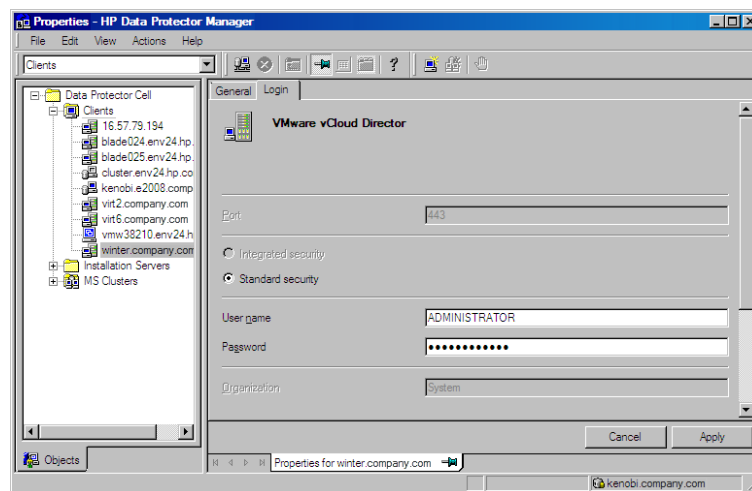 Properties - HP Data Protector Manager
File Edit View Actions Help
Clients
Data Protector Cell
Clients
16.57.79.194
blade024.env24.hp.
blade025.env24.hp.
cluster.env24.hp.co
kenobi.e2008.comp
virt2.company.com
virt6.company.com
vmw38210.env24.h
winter.company.com
Installation Servers
MS Clusters
Objects
General Login
VMware vCloud Director
Port 443
Integrated security
Standard security
User name ADMINISTRATOR
Password ••••••••••••
Organization System
Cancel Apply
Properties for winter.company.com
kenobi.company.com